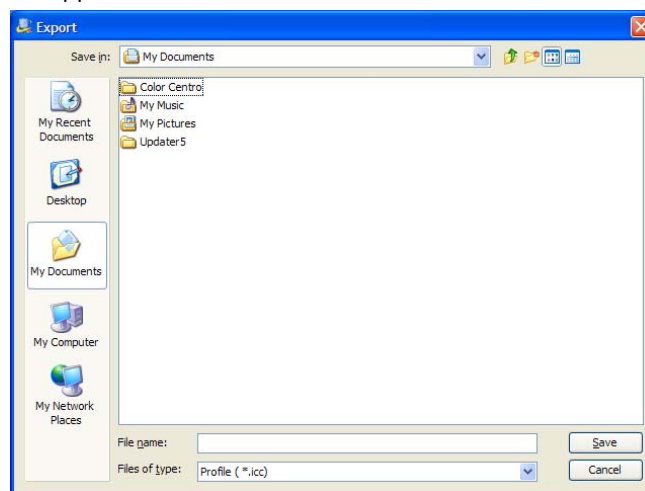 Export
Save in:
My Documents
My Recent
Documents
Desktop
My Documents
My Computer
My Network
Places
Color Centro
My Music
My Pictures
Updater5
File name:
Save
Files of type:
Profile ( *.icc)
Cancel